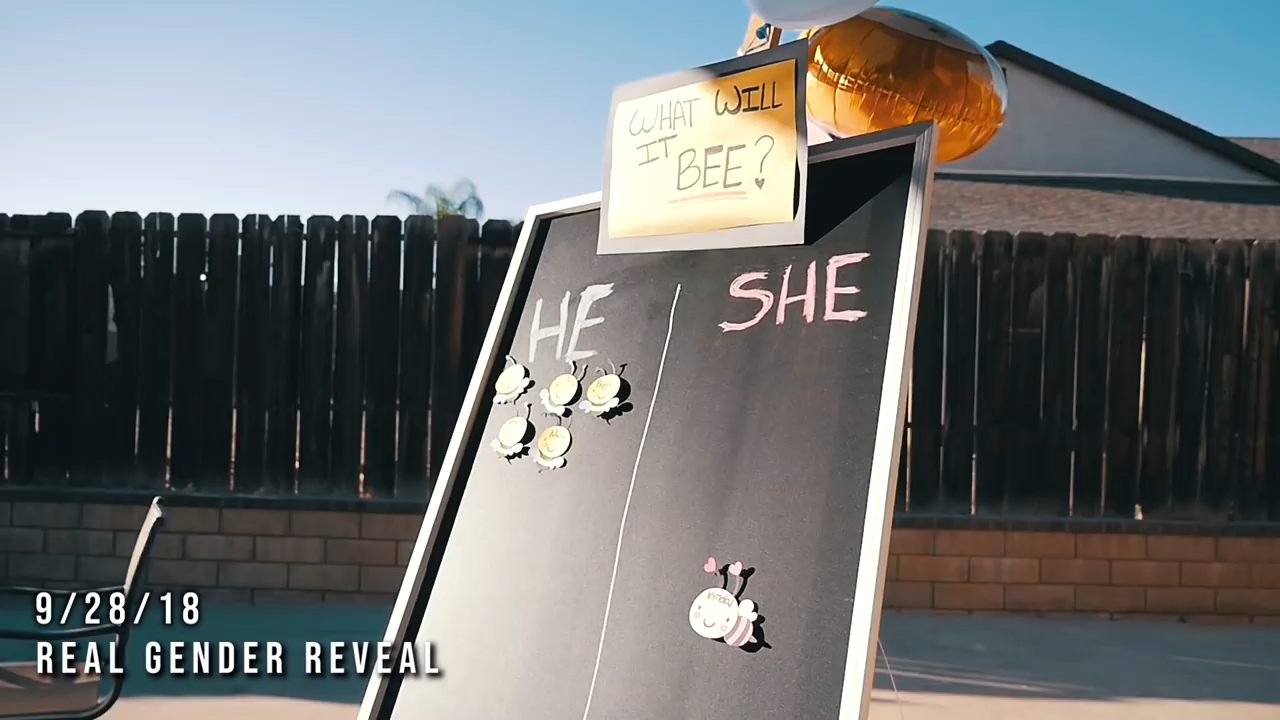 WHAT WILL
IT
BEE?
HE
SHE
9/28/18
REAL GENDER REVEAL